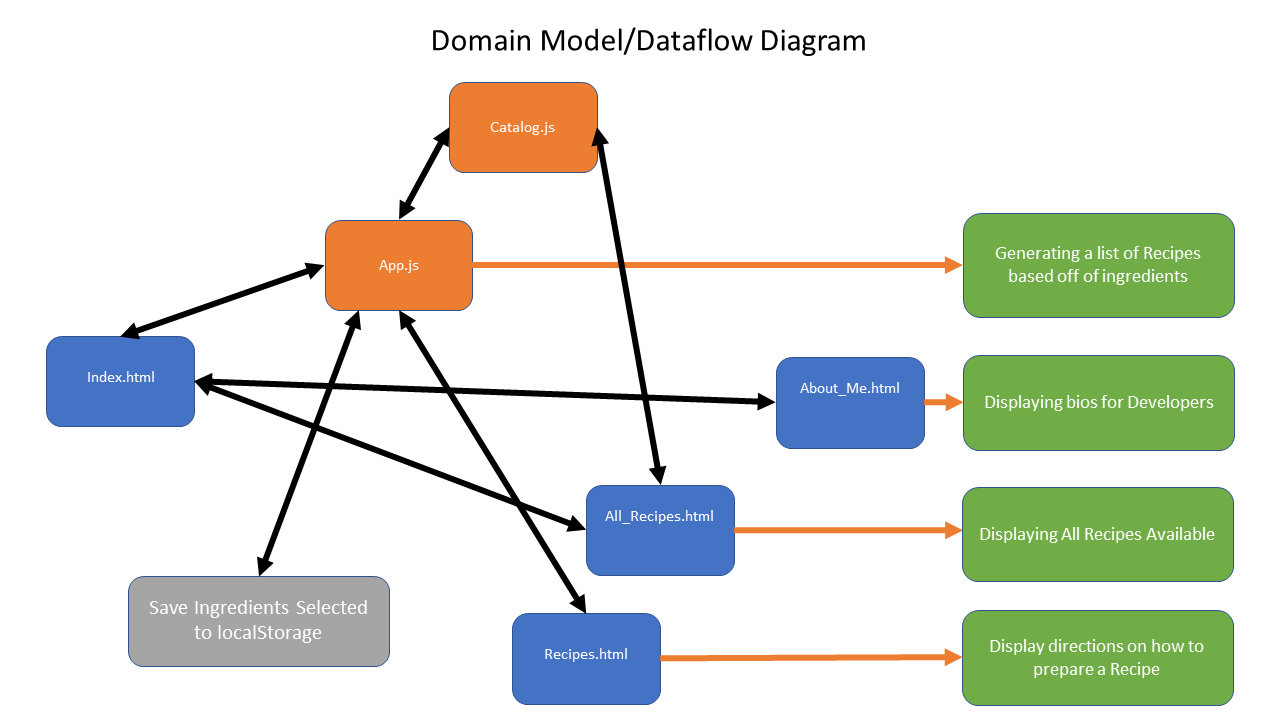 Domain Model/Dataflow Diagram
Catalog.js
App.js
Generating a list of Recipes
based off of ingredients
Index.html
About_Me.html
Displaying bios for Developers
All_Recipes.html
Displaying All Recipes Available
Save Ingredients Selected
to localStorage
Recipes.html
Display directions on how to
prepare a Recipe